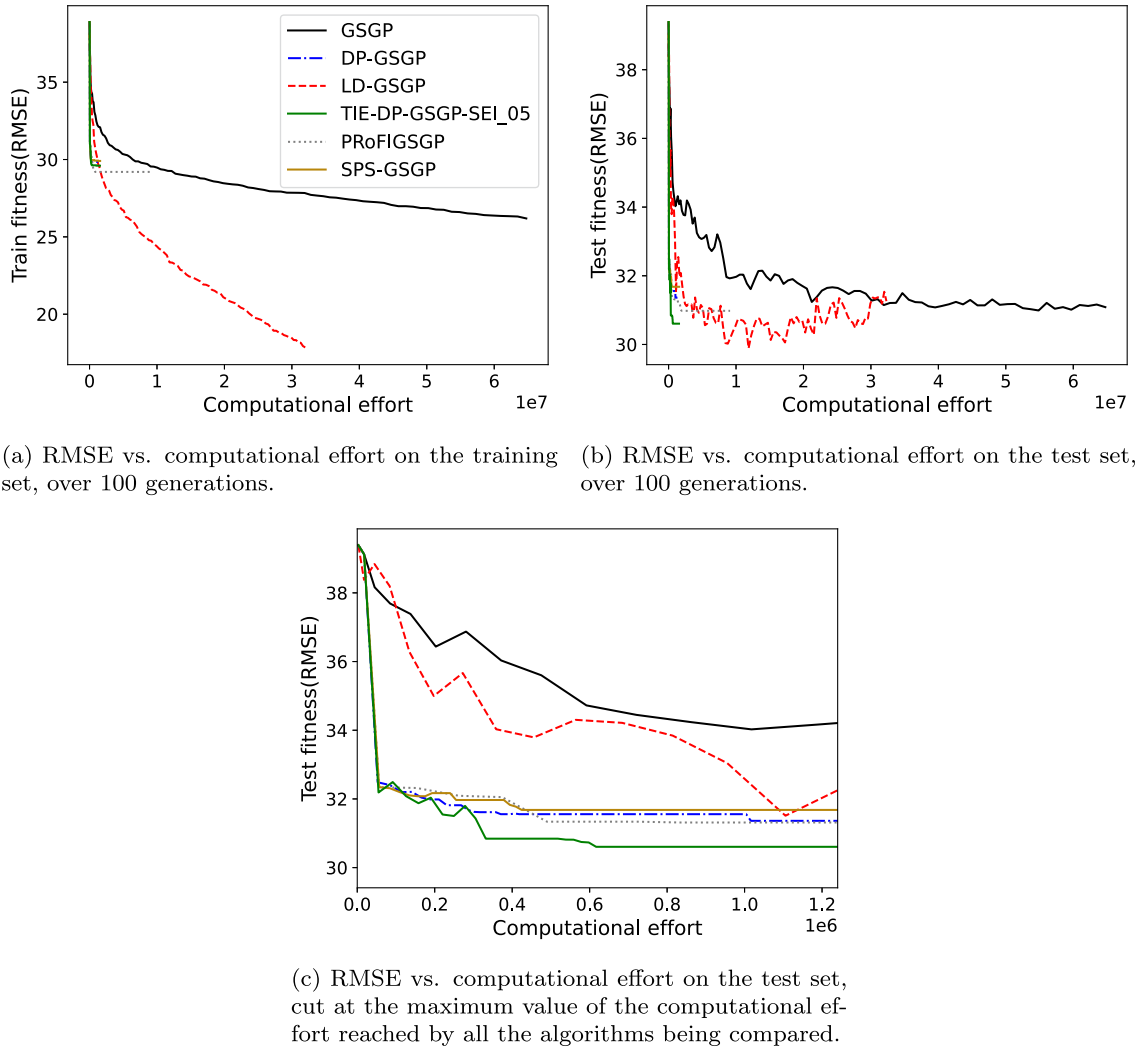 GSGP
DP-GSGP
LD-GSGP
TIE-DP-GSGP-SEI_05
PRoFIGSGP
SPS-GSGP
35
30
25
20
Train fitness(RMSE)
0 1 2 3 4 5 6
1e7
Computational effort
38
36
34
32
30
Test fitness(RMSE)
0 1 2 3 4 5 6
1e7
Computational effort
(a) RMSE vs. computational effort on the training
set, over 100 generations.
(b) RMSE vs. computational effort on the test set,
over 100 generations.
38
36
34
32
30
Test fitness(RMSE)
0.0 0.2 0.4 0.6 0.8 1.0 1.2
1e6
Computational effort
(c) RMSE vs. computational effort on the test set,
cut at the maximum value of the computational ef-
fort reached by all the algorithms being compared.